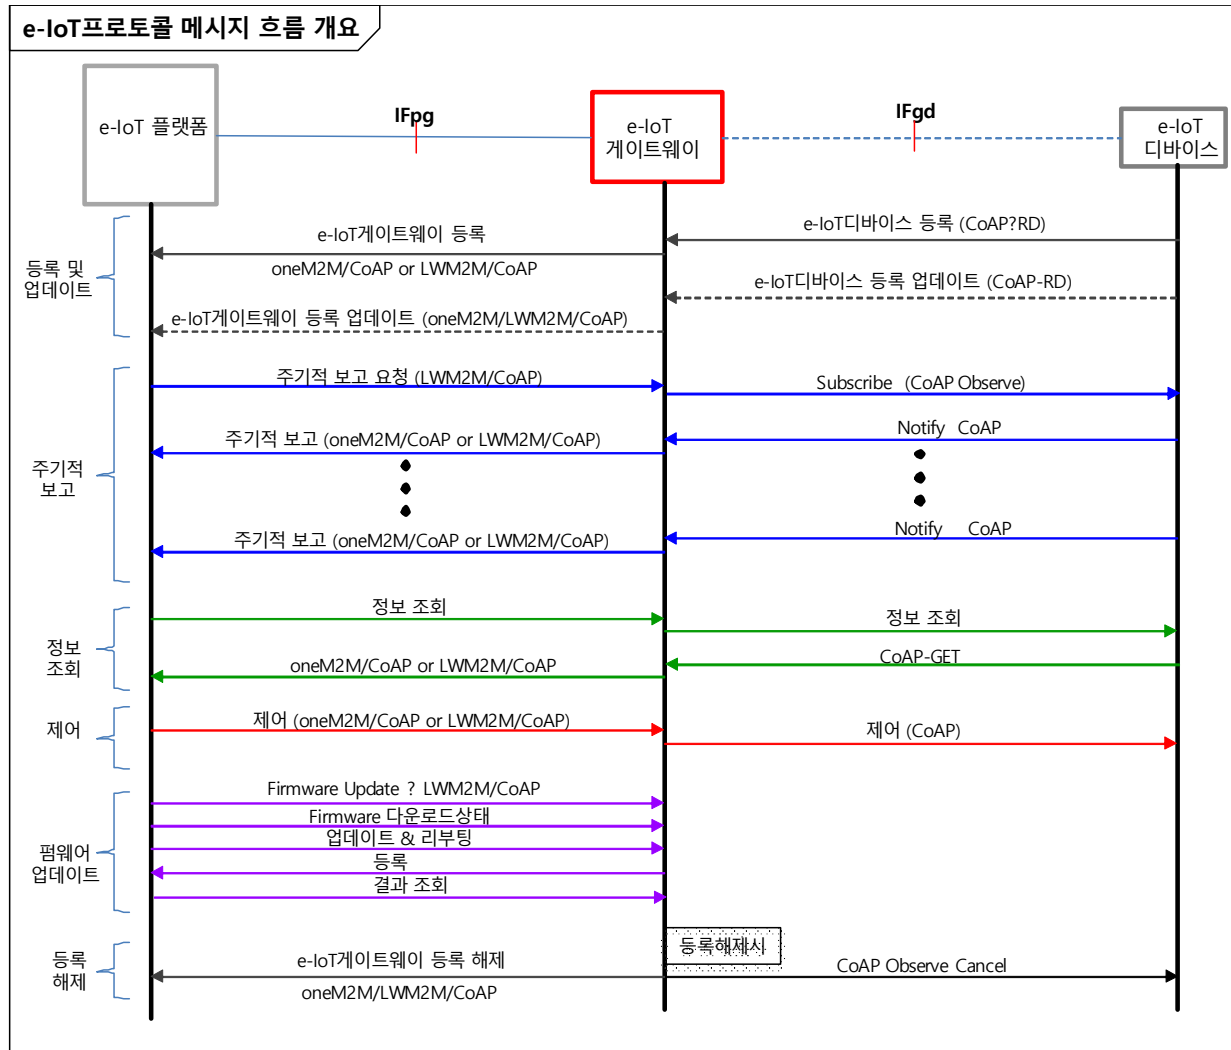 e-IoT프로토콜 메시지 흐름 개요
e-IoT 플랫폼
IFpg
e-IoT
게이트웨이
IFgd
e-IoT
디바이스
등록 및
업데이트
e-IoT게이트웨이 등록
oneM2M/CoAP or LWM2M/CoAP
e-IoT디바이스 등록 (CoAP?RD)
e-IoT디바이스 등록 업데이트 (CoAP-RD)
e-IoT게이트웨이 등록 업데이트 (oneM2M/LWM2M/CoAP)
주기적
보고
주기적 보고 요청 (LWM2M/CoAP)
Subscribe (CoAP Observe)
주기적 보고 (oneM2M/CoAP or LWM2M/CoAP)
Notify CoAP
주기적 보고 (oneM2M/CoAP or LWM2M/CoAP)
Notify CoAP
정보
조회
정보 조회
정보 조회
oneM2M/CoAP or LWM2M/CoAP
CoAP-GET
제어
제어 (oneM2M/CoAP or LWM2M/CoAP)
제어 (CoAP)
펌웨어
업데이트
Firmware Update ? LWM2M/CoAP
Firmware 다운로드상태
업데이트 & 리부팅
등록
결과 조회
등록
해제
등록해제시
e-IoT게이트웨이 등록 해제
oneM2M/LWM2M/CoAP
CoAP Observe Cancel